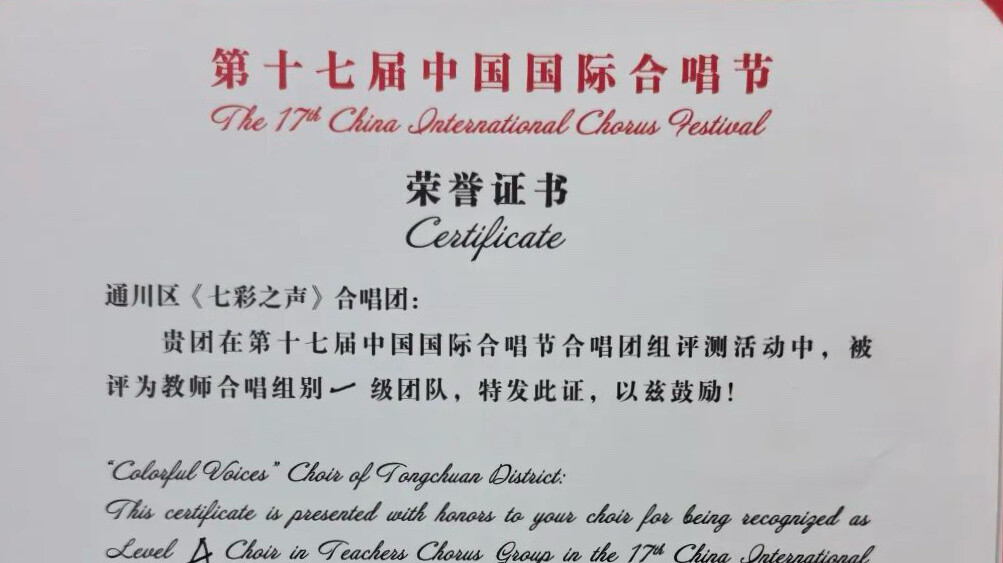 第十七届中国国际合唱节
The 17th China International Chorus Festival
荣誉证书
Certificate
通川区《七彩之声》合唱团：
贵团在第十七届中国国际合唱节合唱团组评测活动中，被
评为教师合唱组别一级团队，特发此证，以兹鼓励！
“Colorful Voices” Choir of Tongchuan District:
This certificate is presented with honors to your choir for being recognized as
Level A Choir in Teachers Chorus Group in the 17th China International